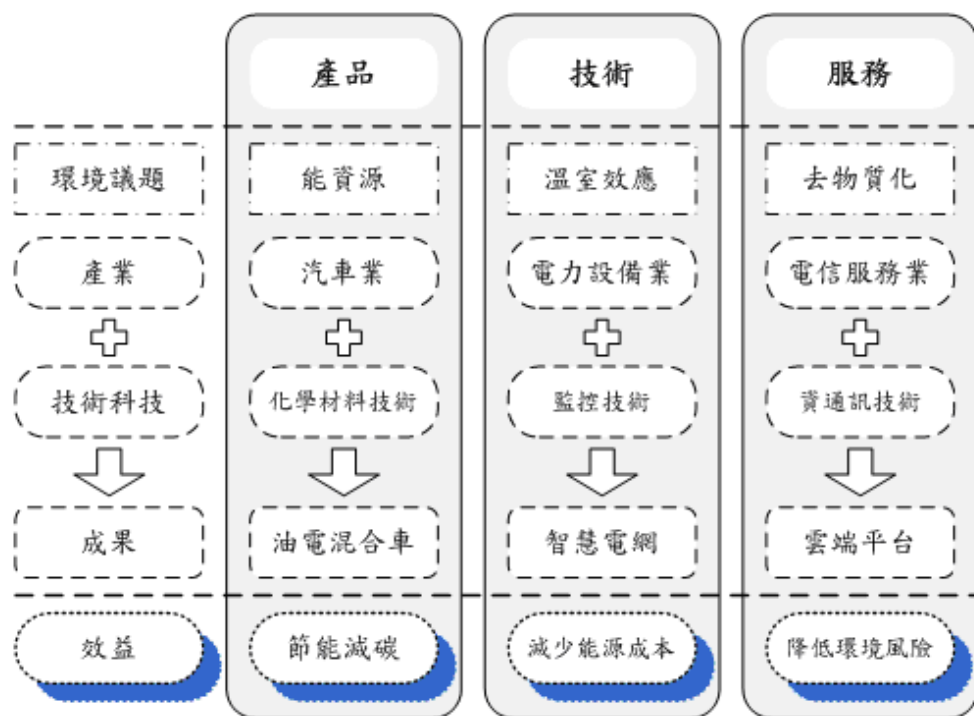 產品
技術
服務
環境議題
能資源
溫室效應
去物質化
產業
汽車業
電力設備業
電信服務業
技術科技
化學材料技術
監控技術
資通訊技術
成果
油電混合車
智慧電網
雲端平台
效益
節能減碳
減少能源成本
降低環境風險